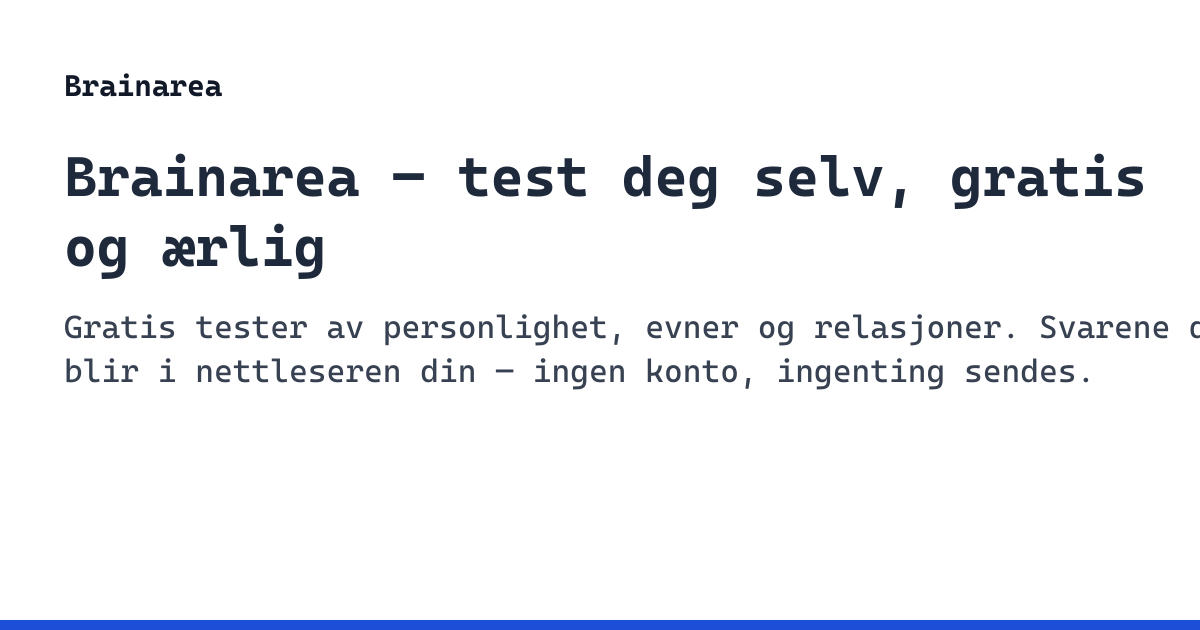 Brainarea
Brainarea — test deg selv, gratis
og ærlig
Gratis tester av personlighet, evner og relasjoner. Svarene
blir i nettleseren din — ingen konto, ingenting sendes.